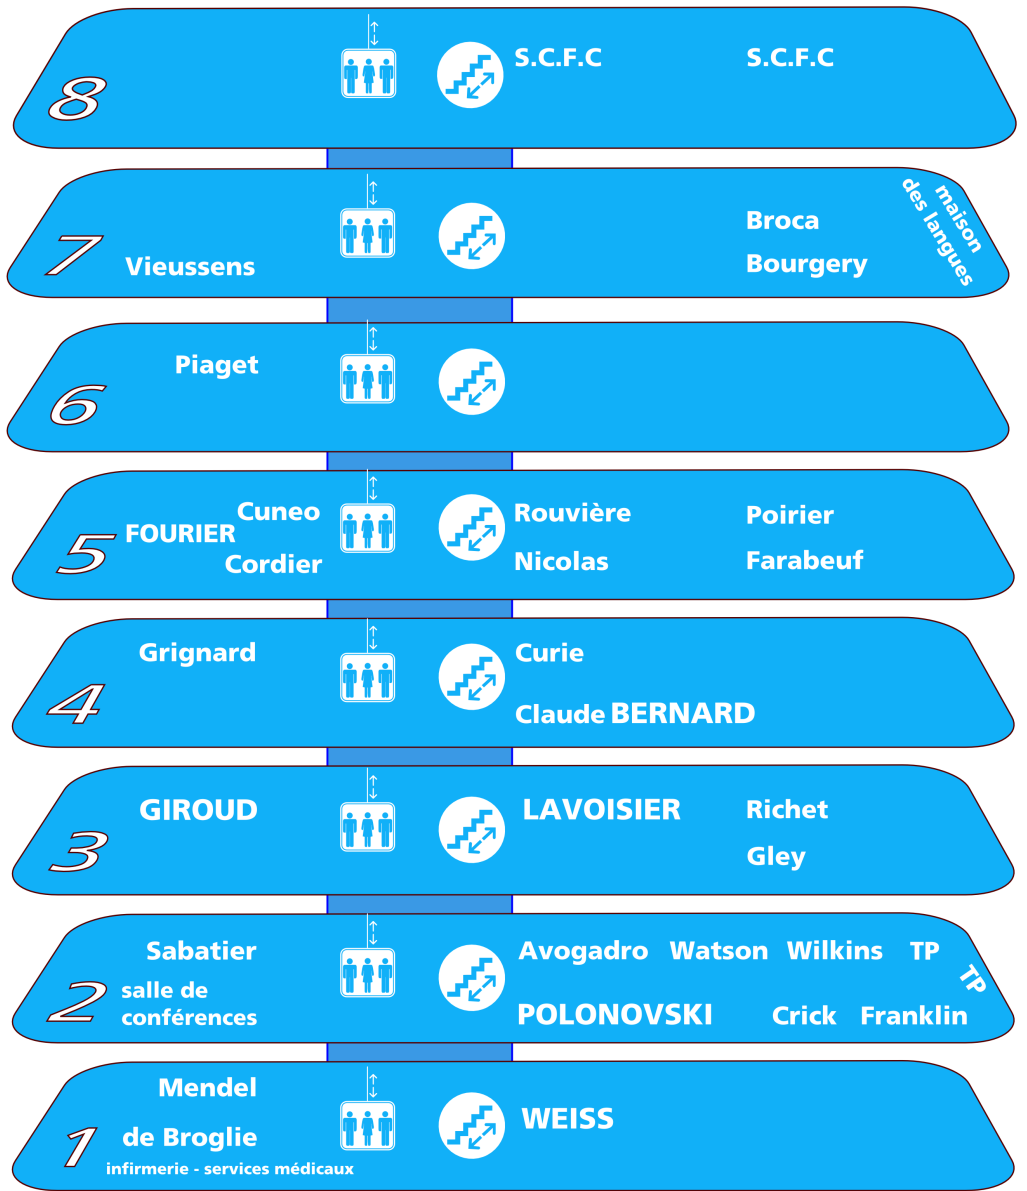 8
S.C.F.C
S.C.F.C
7
Vieussens
Broca
Bourgery
maison
des langues
6
Piaget
5
FOURIER
Cuneo
Cordier
Rouvière
Nicolas
Poirier
Farabeuf
4
Grignard
Curie
Claude BERNARD
3
GIROUD
LAVOISIER
Richet
Gley
2
Sabatier
salle de
conférences
Avogadro Watson Wilkins TP
TP
POLONOVSKI Crick Franklin
1
Mendel
de Broglie
infirmerie - services médicaux
WEISS